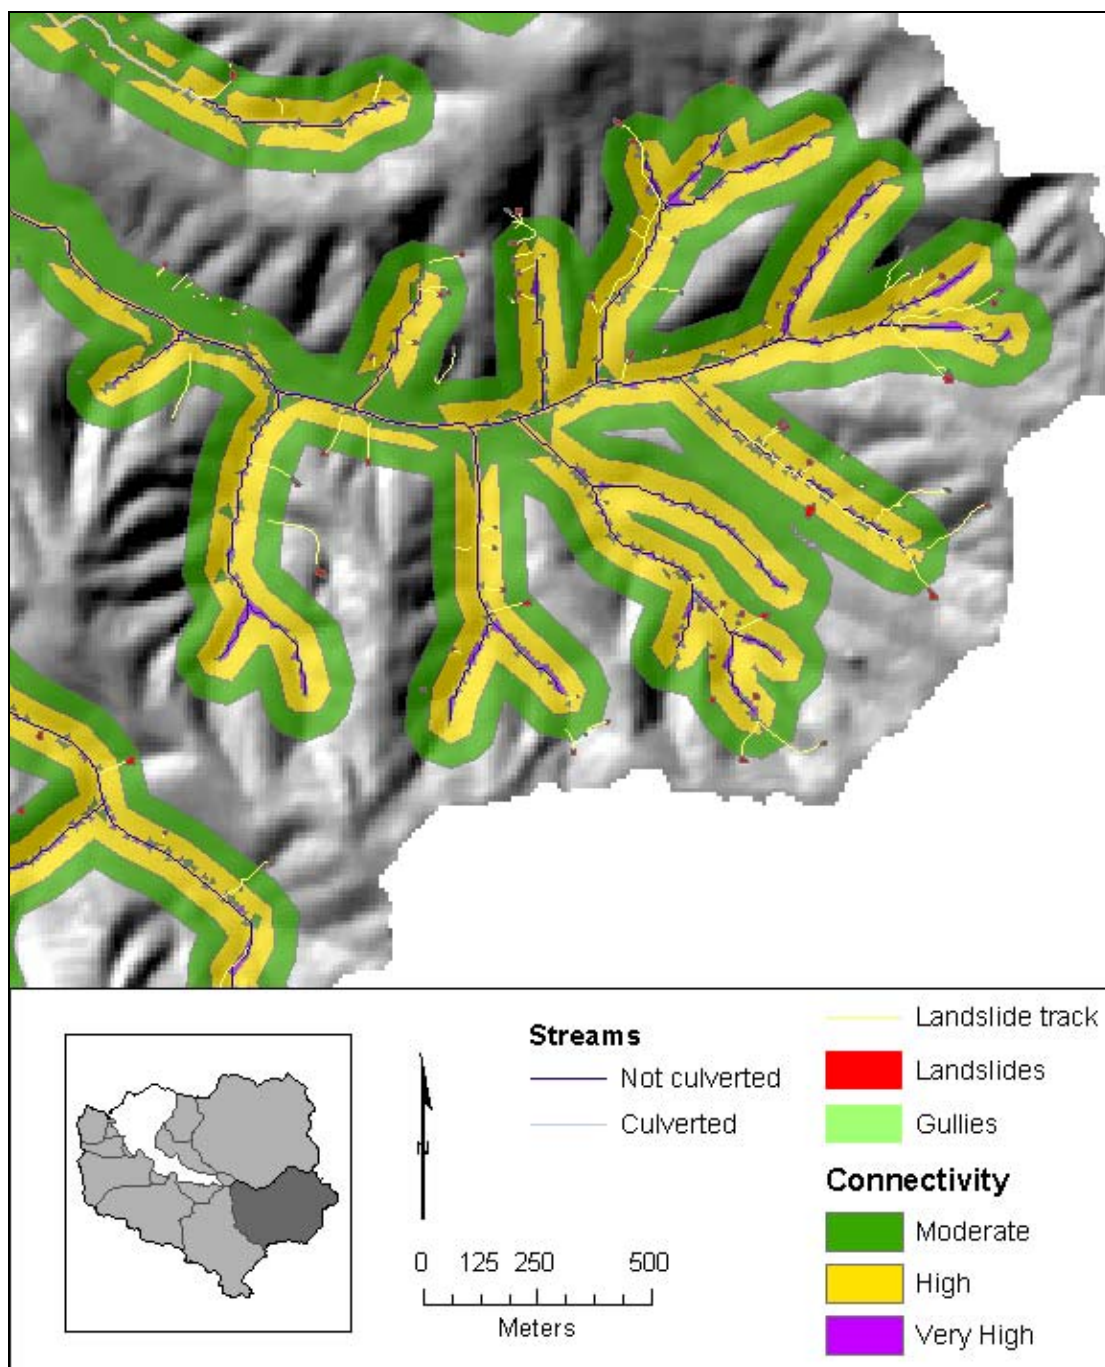 Streams
Not culverted
Culverted
N
0 125 250 500
Meters
Landslide track
Landslides
Gullies
Connectivity
Moderate
High
Very High